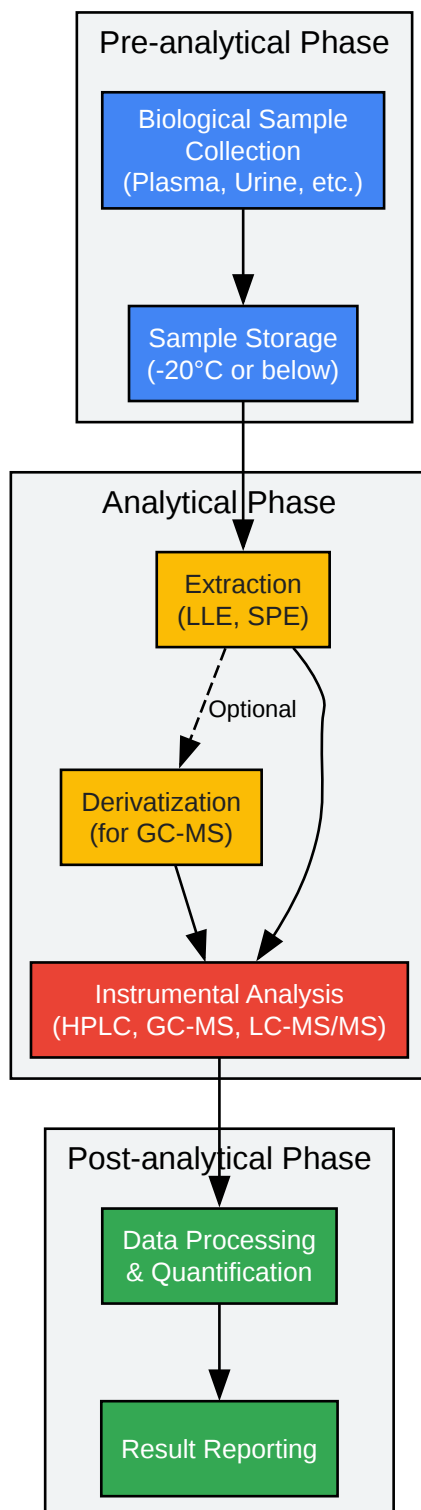 Pre-analytical Phase
Biological Sample
Collection
(Plasma, Urine, etc.)
Sample Storage
(-20°C or below)
Analytical Phase
Extraction
(LLE, SPE)
Optional
Derivatization
(for GC-MS)
Instrumental Analysis
(HPLC, GC-MS, LC-MS/MS)
Post-analytical Phase
Data Processing
& Quantification
Result Reporting